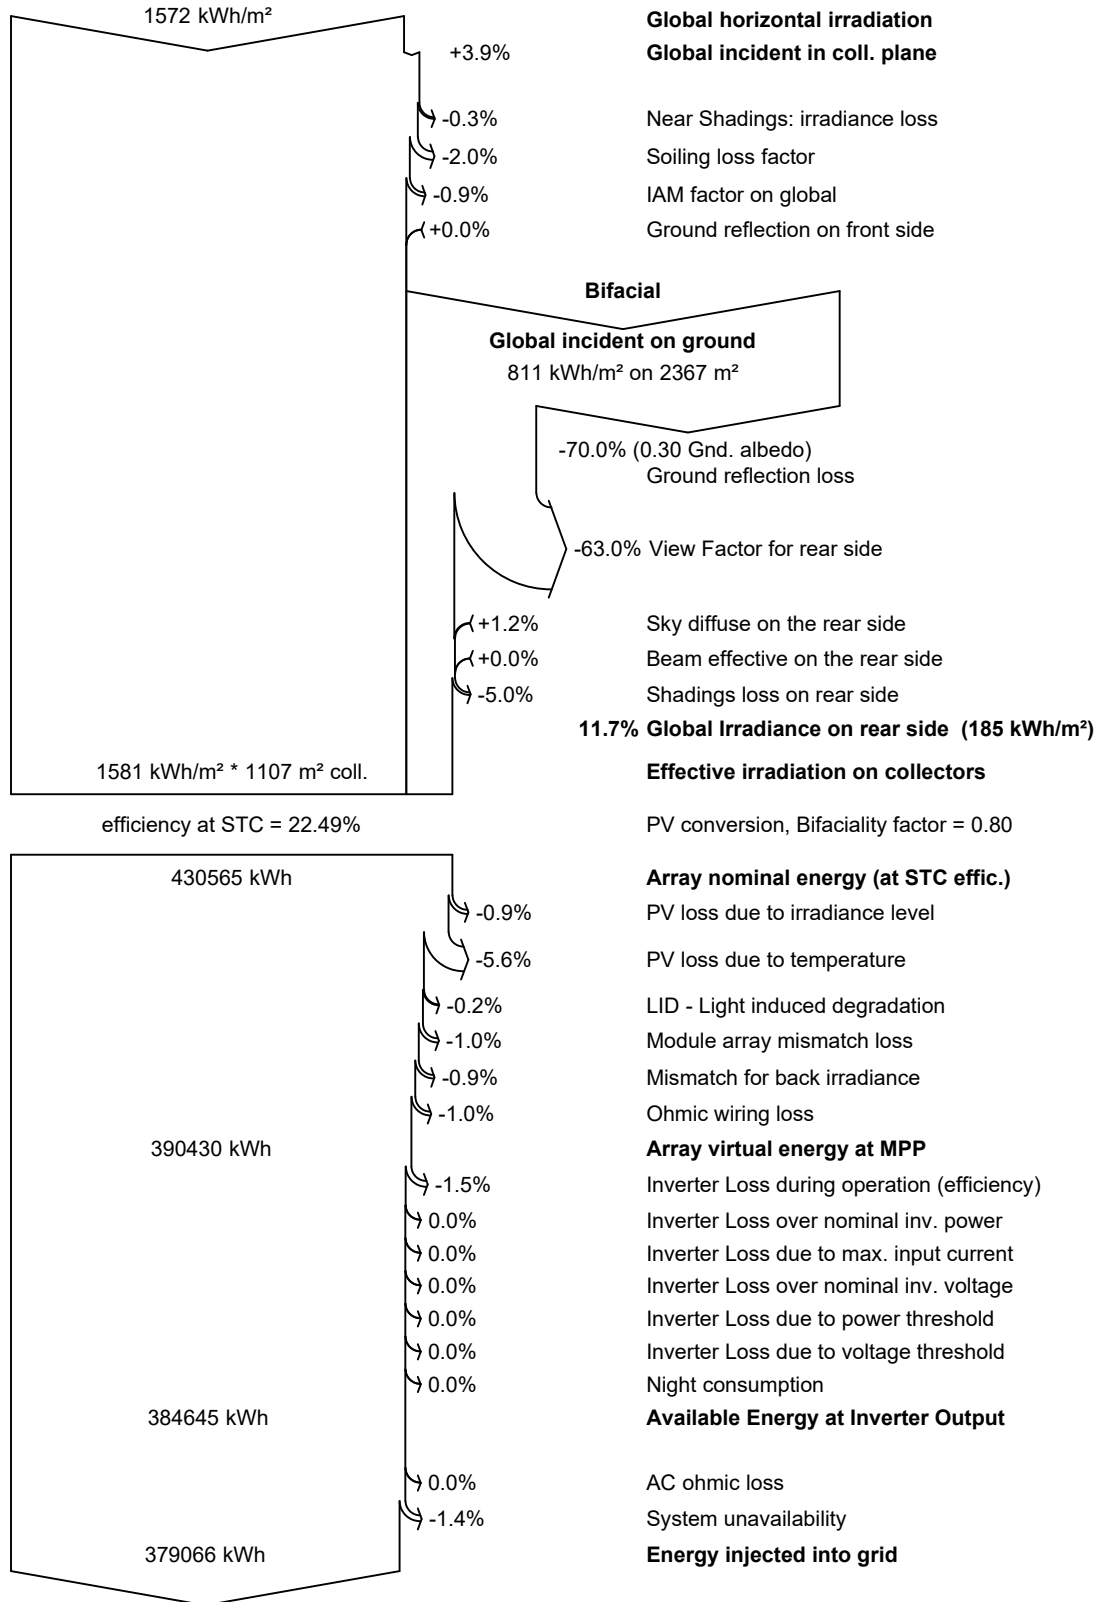 1572 kWh/m² Global horizontal irradiation
+3.9% Global incident in coll. plane
-0.3% Near Shadings: irradiance loss
-2.0% Soiling loss factor
-0.9% IAM factor on global
+0.0% Ground reflection on front side
Bifacial
Global incident on ground
811 kWh/m² on 2367 m²
-70.0% (0.30 Gnd. albedo)
Ground reflection loss
-63.0% View Factor for rear side
+1.2% Sky diffuse on the rear side
+0.0% Beam effective on the rear side
-5.0% Shadings loss on rear side
11.7% Global Irradiance on rear side (185 kWh/m²)
1581 kWh/m² * 1107 m² coll. Effective irradiation on collectors
efficiency at STC = 22.49% PV conversion, Bifaciality factor = 0.80
430565 kWh Array nominal energy (at STC effic.)
-0.9% PV loss due to irradiance level
-5.6% PV loss due to temperature
-0.2% LID - Light induced degradation
-1.0% Module array mismatch loss
-0.9% Mismatch for back irradiance
-1.0% Ohmic wiring loss
390430 kWh Array virtual energy at MPP
-1.5% Inverter Loss during operation (efficiency)
0.0% Inverter Loss over nominal inv. power
0.0% Inverter Loss due to max. input current
0.0% Inverter Loss over nominal inv. voltage
0.0% Inverter Loss due to power threshold
0.0% Inverter Loss due to voltage threshold
0.0% Night consumption
384645 kWh Available Energy at Inverter Output
0.0% AC ohmic loss
-1.4% System unavailability
379066 kWh Energy injected into grid